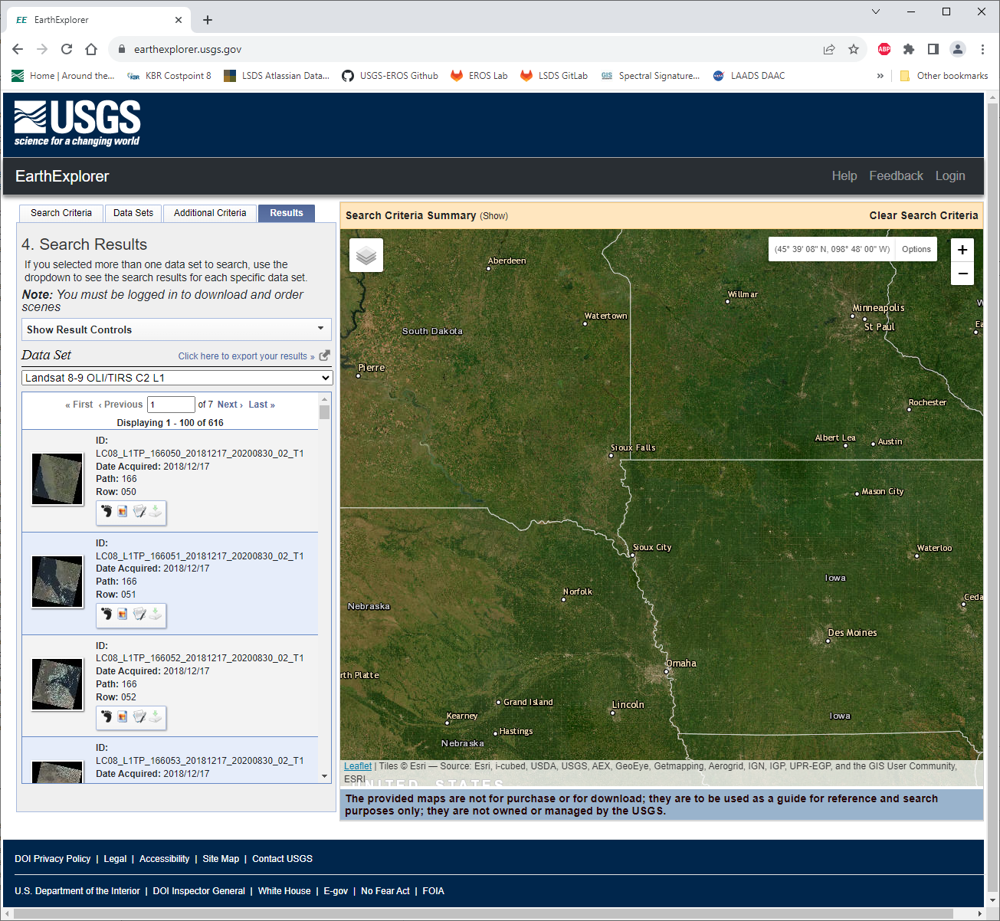 EE EarthExplorer
earthexplorer.usgs.gov
ABP
Home | Around the...
KBR Costpoint 8
LSDS Atlassian Data...
USGS-EROS Github
EROS Lab
LSDS GitLab
GIS Spectral Signature...
LAADS DAAC
» Other bookmarks
USGS
science for a changing world
EarthExplorer
Help Feedback Login
Search Criteria Data Sets Additional Criteria Results
4. Search Results
If you selected more than one data set to search, use the
dropdown to see the search results for each specific data set.
Note: You must be logged in to download and order
scenes
Show Result Controls
Data Set
Click here to export your results »
Landsat 8-9 OLI/TIRS C2 L1
« First ‹ Previous 1 of 7 Next › Last »
Displaying 1 - 100 of 616
ID:
LC08_L1TP_166050_20181217_20200830_02_T1
Date Acquired: 2018/12/17
Path: 166
Row: 050
ID:
LC08_L1TP_166051_20181217_20200830_02_T1
Date Acquired: 2018/12/17
Path: 166
Row: 051
ID:
LC08_L1TP_166052_20181217_20200830_02_T1
Date Acquired: 2018/12/17
Path: 166
Row: 052
ID:
LC08_L1TP_166053_20181217_20200830_02_T1
Date Acquired: 2018/12/17
Search Criteria Summary (Show)
Clear Search Criteria
(45° 39' 08" N, 098° 48' 00" W) Options
+
−
Aberdeen
Willmar
Minneapolis
Watertown
St Paul
Ea
W
South Dakota
Pierre
Rochester
Albert Lea
Austin
Sioux Falls
Mason City
Sioux City
Waterloo
Iowa
Norfolk
Ceda
Nebraska
Des Moines
Omaha
rth Platte
Grand Island
Lincoln
Kearney
Iowa
Hastings
Nebraska
UNITED STATES
Leaflet | Tiles © Esri — Source: Esri, i-cubed, USDA, USGS, AEX, GeoEye, Getmapping, Aerogrid, IGN, IGP, UPR-EGP, and the GIS User Community,
ESRI
The provided maps are not for purchase or for download; they are to be used as a guide for reference and search
purposes only; they are not owned or managed by the USGS.
DOI Privacy Policy | Legal | Accessibility | Site Map | Contact USGS
U.S. Department of the Interior | DOI Inspector General | White House | E-gov | No Fear Act | FOIA